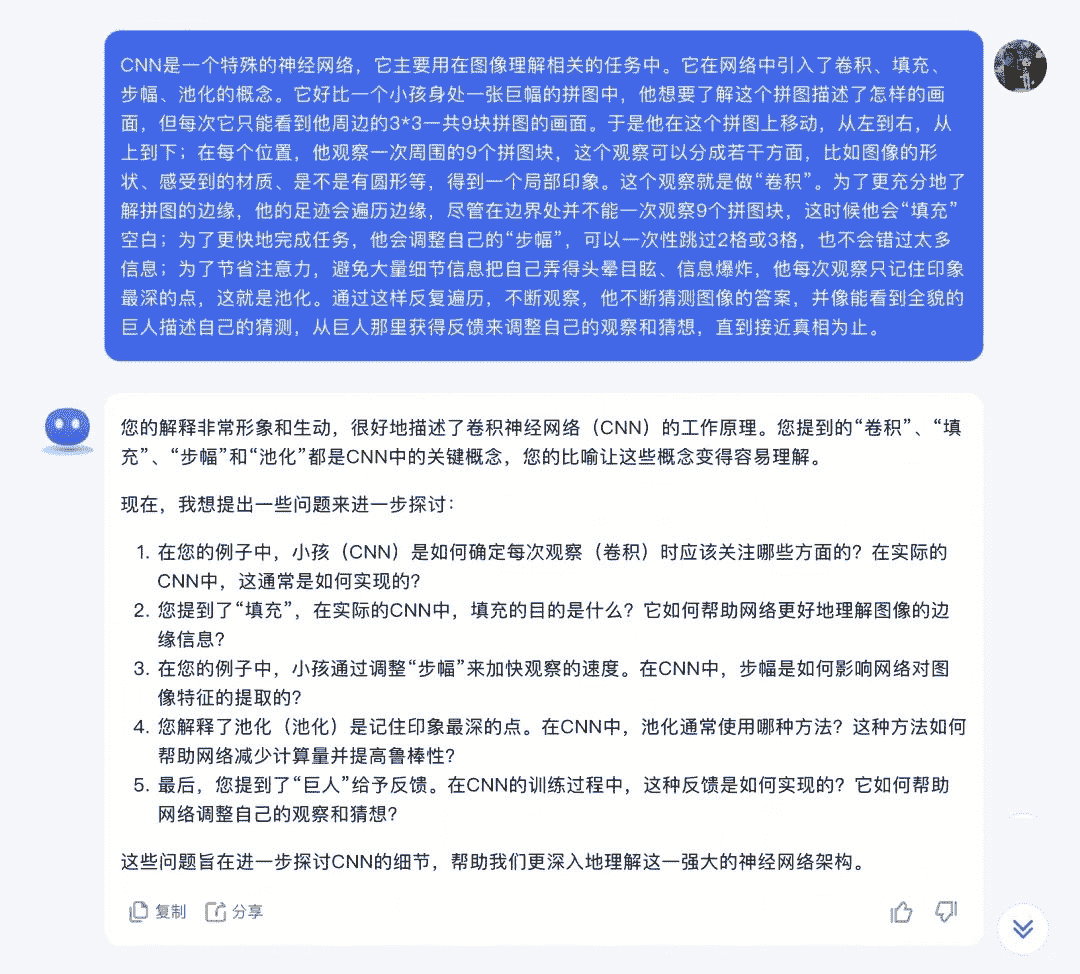 CNN是一个特殊的神经网络，它主要用在图像理解相关的任务中。它在网络中引入了卷积、填充、
步幅、池化的概念。它好比一个小孩身处一张巨幅的拼图中，他想要了解这个拼图描述了怎样的画
面，但每次它只能看到他周边的3*3一共9块拼图的画面。于是他在这个拼图上移动，从左到右，从
上到下；在每个位置，他观察一次周围的9个拼图块，这个观察可以分成若干方面，比如图像的形
状、感受到的材质、是不是有圆形等，得到一个局部印象。这个观察就是做“卷积”。为了更充分地了
解拼图的边缘，他的足迹会遍历边缘，尽管在边界处并不能一次观察9个拼图块，这时候他会“填充”
空白；为了更快地完成任务，他会调整自己的“步幅”，可以一次性跳过2格或3格，也不会错过太多
信息；为了节省注意力，避免大量细节信息把自己弄得头晕目眩、信息爆炸，他每次观察只记住印象
最深的点，这就是池化。通过这样反复遍历，不断观察，他不断猜测图像的答案，并像能看到全貌的
巨人描述自己的猜测，从巨人那里获得反馈来调整自己的观察和猜想，直到接近真相为止。
您的解释非常形象和生动，很好地描述了卷积神经网络（CNN）的工作原理。您提到的“卷积”、“填
充”、“步幅”和“池化”都是CNN中的关键概念，您的比喻让这些概念变得容易理解。
现在，我想提出一些问题来进一步探讨：
1. 在您的例子中，小孩（CNN）是如何确定每次观察（卷积）时应该关注哪些方面的？在实际的
CNN中，这通常是如何实现的？
2. 您提到了“填充”，在实际的CNN中，填充的目的是什么？它如何帮助网络更好地理解图像的边
缘信息？
3. 在您的例子中，小孩通过调整“步幅”来加快观察的速度。在CNN中，步幅是如何影响网络对图
像特征的提取的？
4. 您解释了池化（池化）是记住印象最深的点。在CNN中，池化通常使用哪种方法？这种方法如何
帮助网络减少计算量并提高鲁棒性？
5. 最后，您提到了“巨人”给予反馈。在CNN的训练过程中，这种反馈是如何实现的？它如何帮助
网络调整自己的观察和猜想？
这些问题旨在进一步探讨CNN的细节，帮助我们更深入地理解这一强大的神经网络架构。
复制 分享